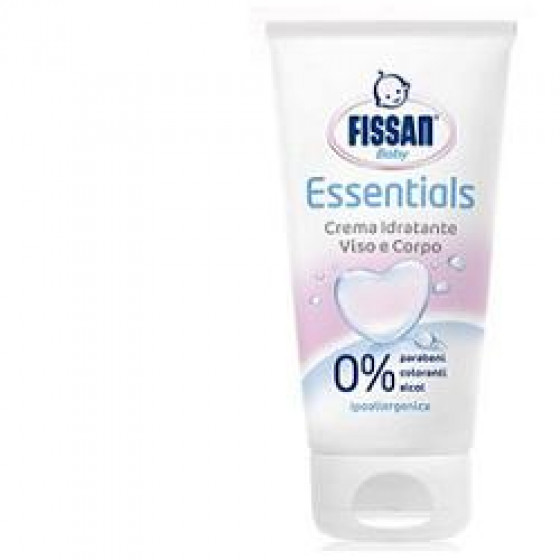 FISSAN
Baby
Essentials
Crema Idratante
Viso e Corpo
0%
parabeni
coloranti
alcol
ipoallergenica